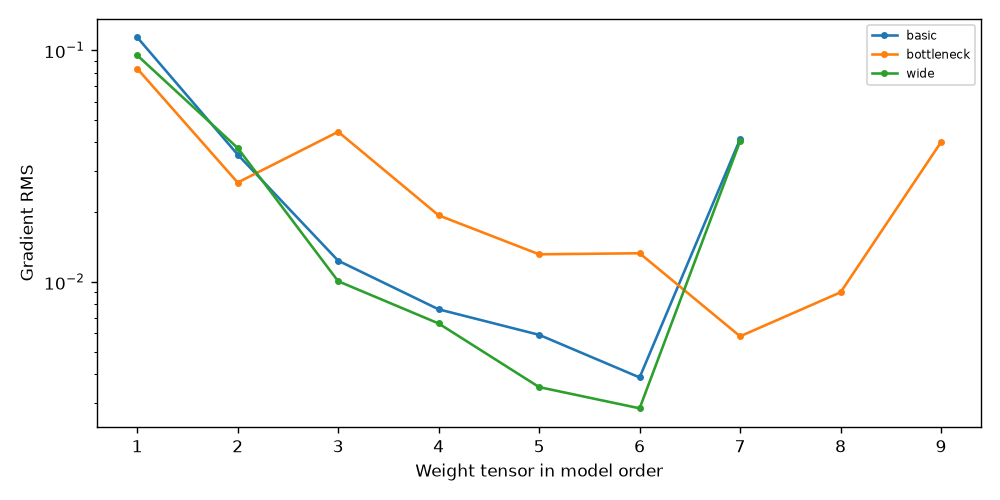 basic
bottleneck
wide
Gradient RMS
10⁻¹
10⁻²
1 2 3 4 5 6 7 8 9
Weight tensor in model order